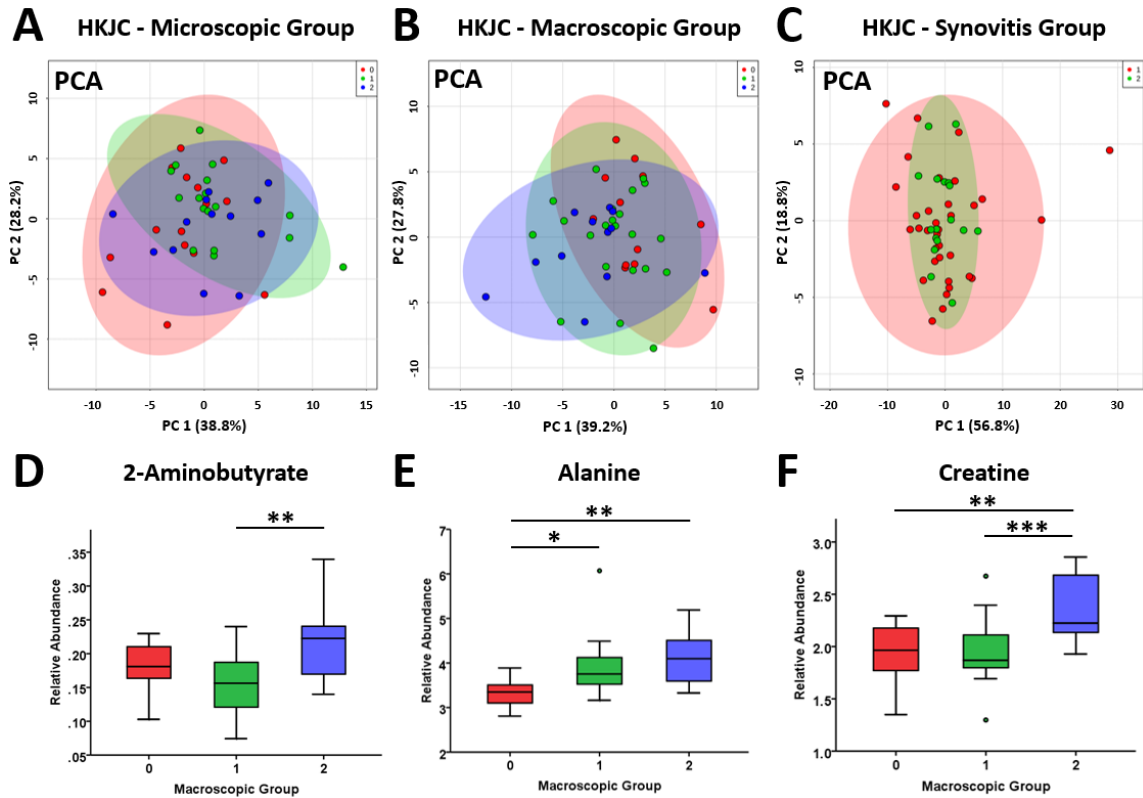 A HKJC - Microscopic Group
PCA
0
1
2
10
5
0
-5
-10
PC 2 (28.2%)
-10 -5 0 5 10 15
PC 1 (38.8%)
B HKJC - Macroscopic Group
PCA
0
1
2
10
5
0
-5
-10
PC 2 (27.8%)
-15 -10 -5 0 5 10
PC 1 (39.2%)
C HKJC - Synovitis Group
PCA
1
2
10
5
0
-5
-10
PC 2 (18.8%)
-20 -10 0 10 20 30
PC 1 (56.8%)
D 2-Aminobutyrate
**
.35
.30
.25
.20
.15
.10
.05
Relative Abundance
0 1 2
Macroscopic Group
E Alanine
**
*
7
6
5
4
3
2
Relative Abundance
0 1 2
Macroscopic Group
F Creatine
**
***
3.0
2.5
2.0
1.5
1.0
Relative Abundance
0 1 2
Macroscopic Group